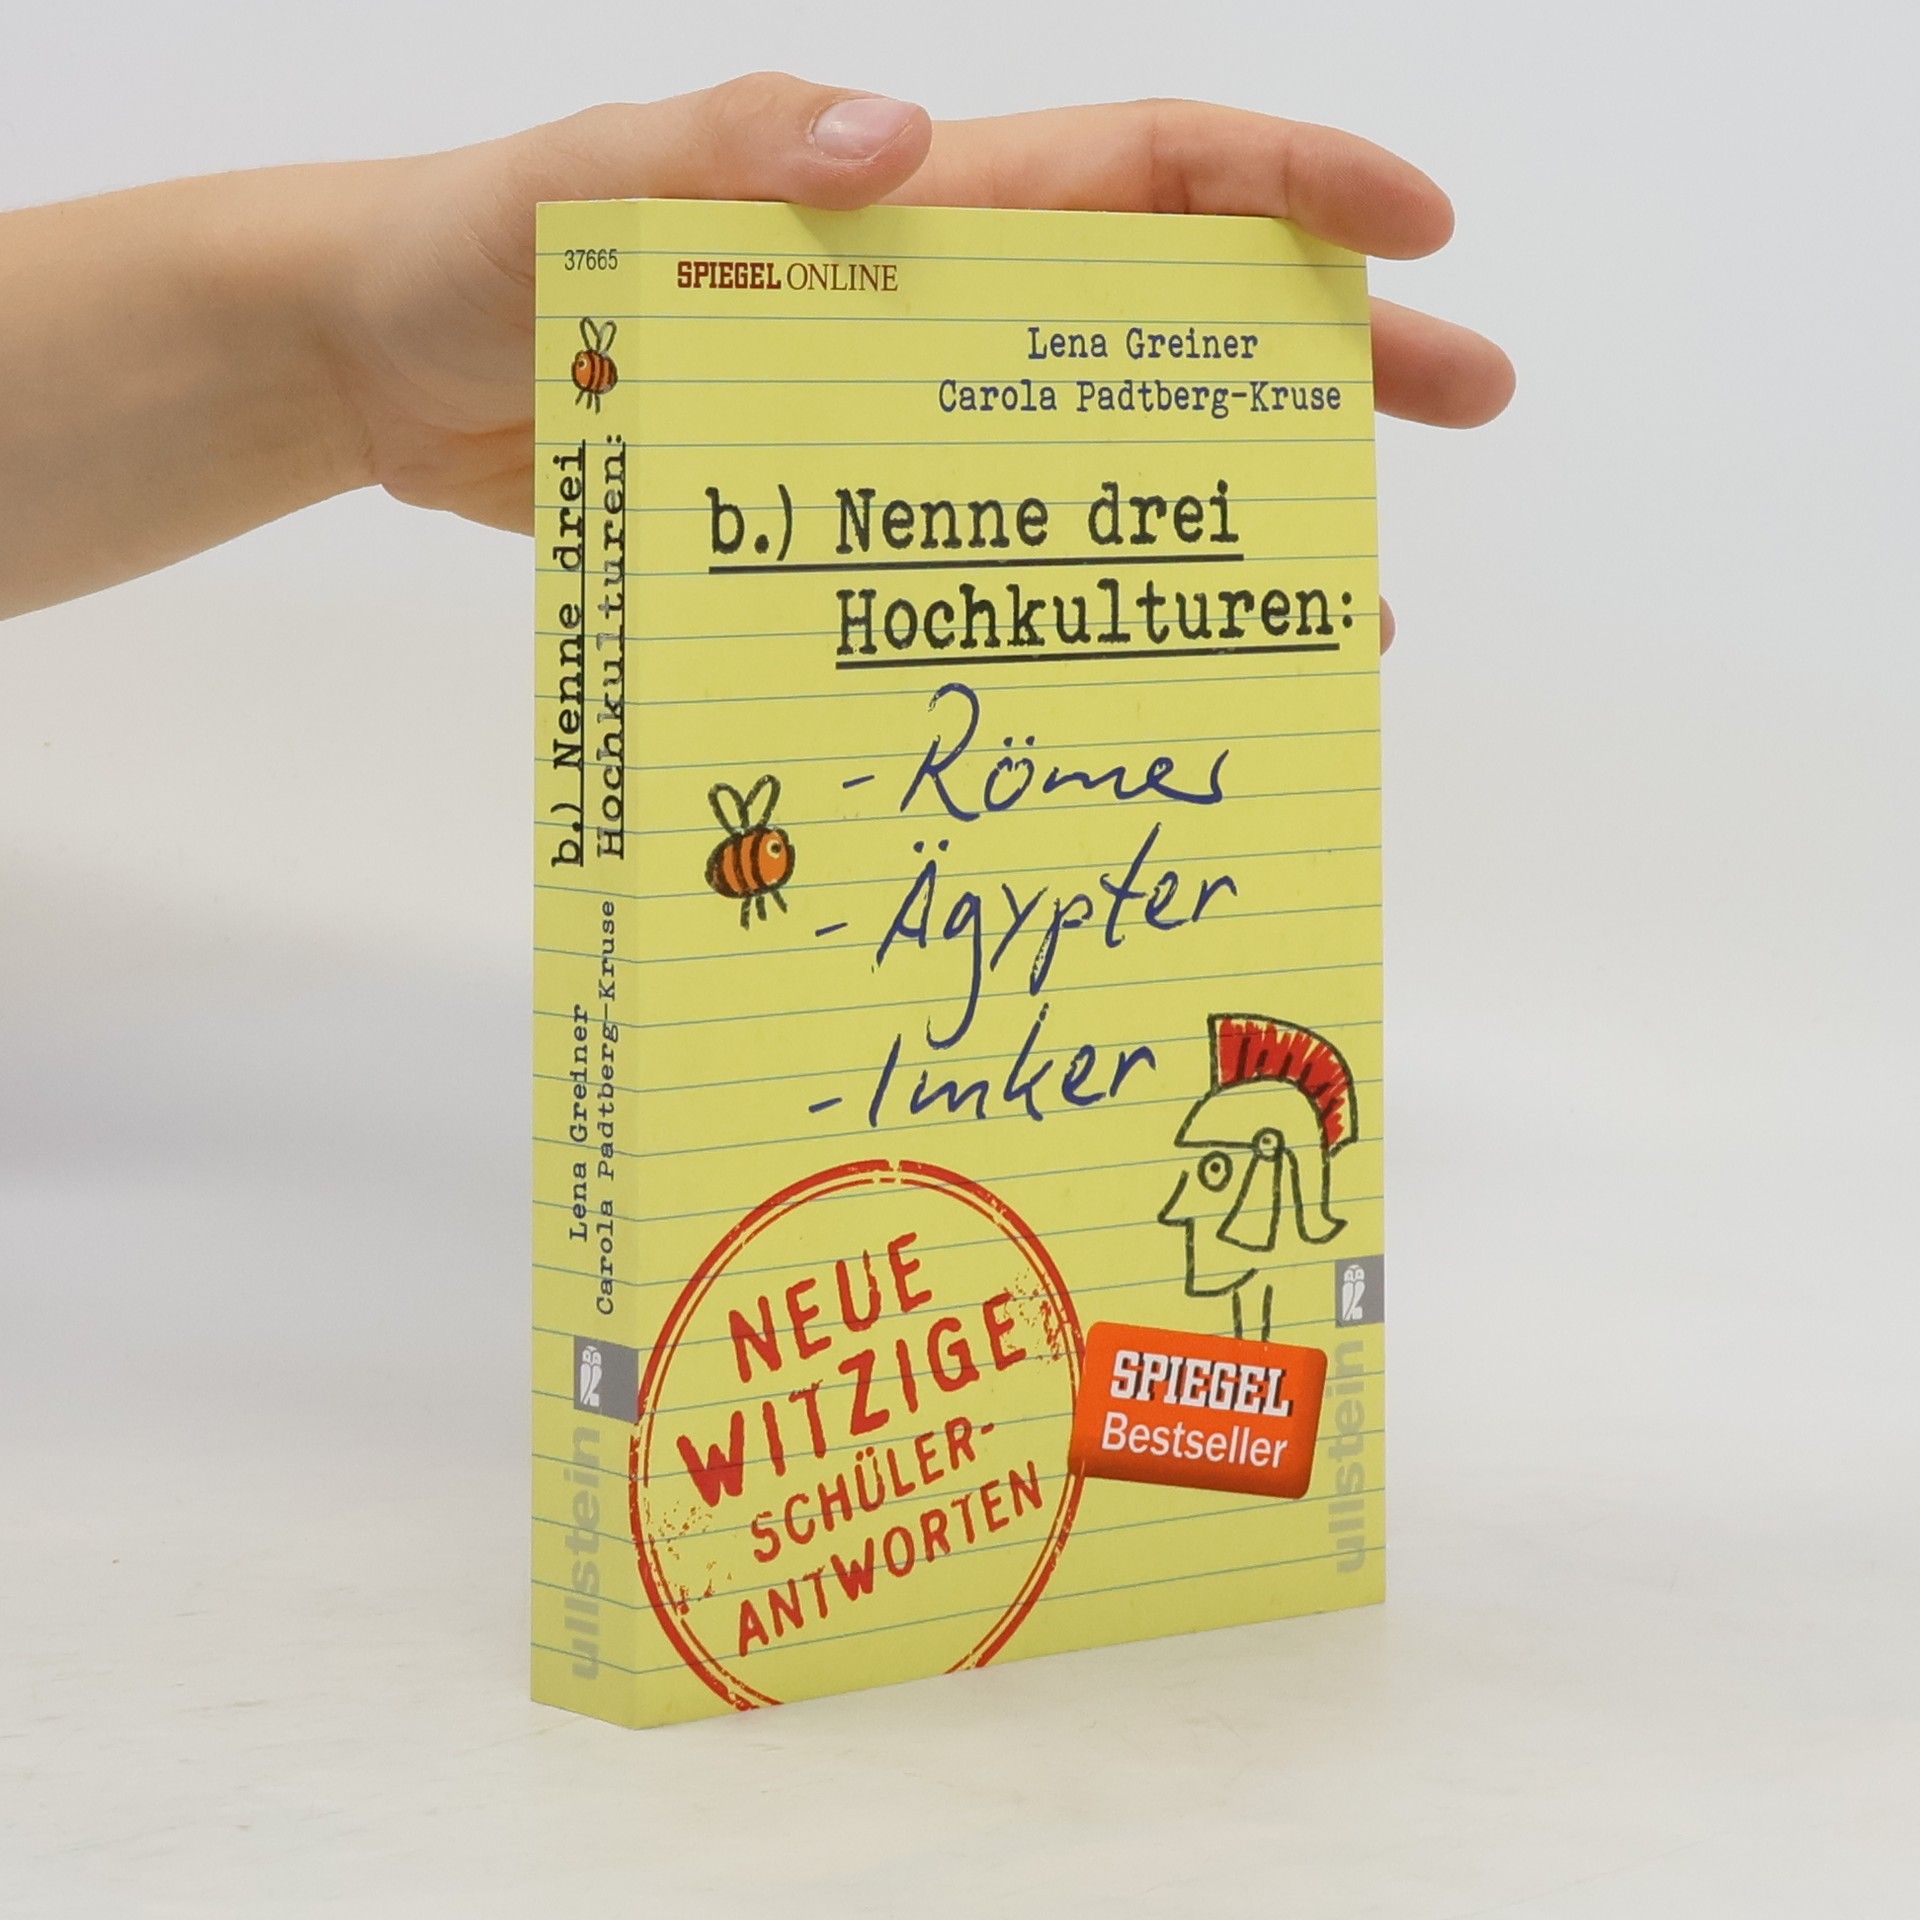 37665
b.) Nenne drei
Hochkulturen:
Lena Greiner
Carola Padtberg-Kruse
ullstein
SPIEGEL ONLINE
Lena Greiner
Carola Padtberg-Kruse
b.) Nenne drei
Hochkulturen:
- Römer
- Ägypter
- Imker
NEUE
WITZIGE
SCHÜLER-
ANTWORTEN
SPIEGEL
Bestseller
ullstein